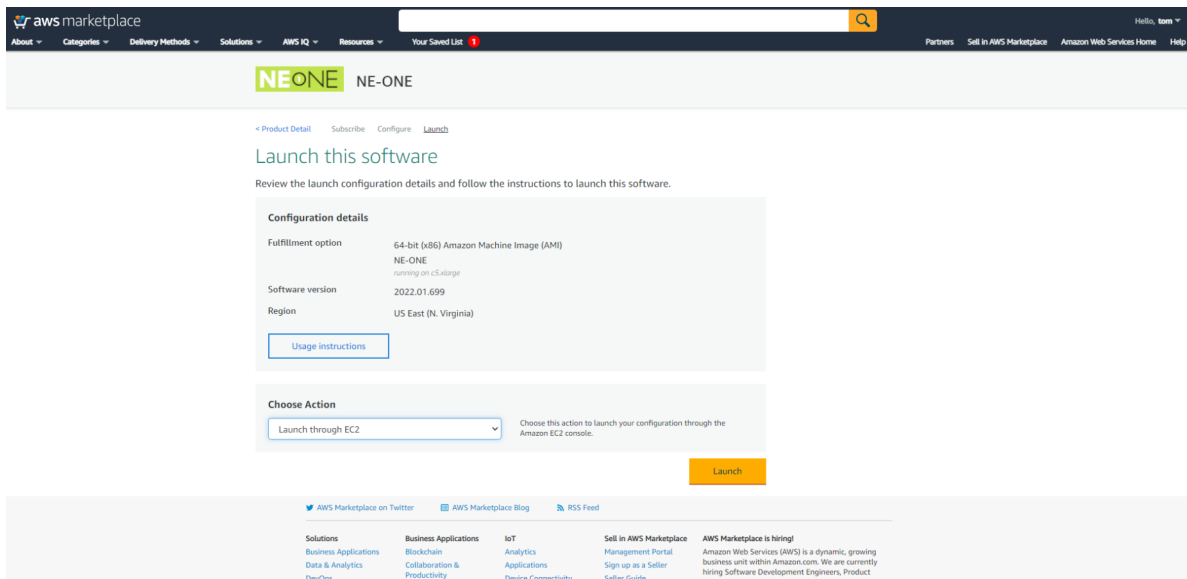 aws marketplace
Hello, tom
About Categories Delivery Methods Solutions AWS IQ Resources Your Saved List 1
Partners Sell in AWS Marketplace Amazon Web Services Home Help
NEONE NE-ONE
< Product Detail Subscribe Configure Launch
Launch this software
Review the launch configuration details and follow the instructions to launch this software.
Configuration details
Fulfillment option
64-bit (x86) Amazon Machine Image (AMI)
NE-ONE
running on c5.xlarge
Software version
2022.01.699
Region
US East (N. Virginia)
Usage instructions
Choose Action
Launch through EC2
Choose this action to launch your configuration through the
Amazon EC2 console.
Launch
AWS Marketplace on Twitter AWS Marketplace Blog RSS Feed
Solutions
Business Applications
Data & Analytics
DevOps
Business Applications
Blockchain
Collaboration &
Productivity
IoT
Analytics
Applications
Device Connectivity
Sell in AWS Marketplace
Management Portal
Sign up as a Seller
Seller Guide
AWS Marketplace is hiring!
Amazon Web Services (AWS) is a dynamic, growing
business unit within Amazon.com. We are currently
hiring Software Development Engineers, Product